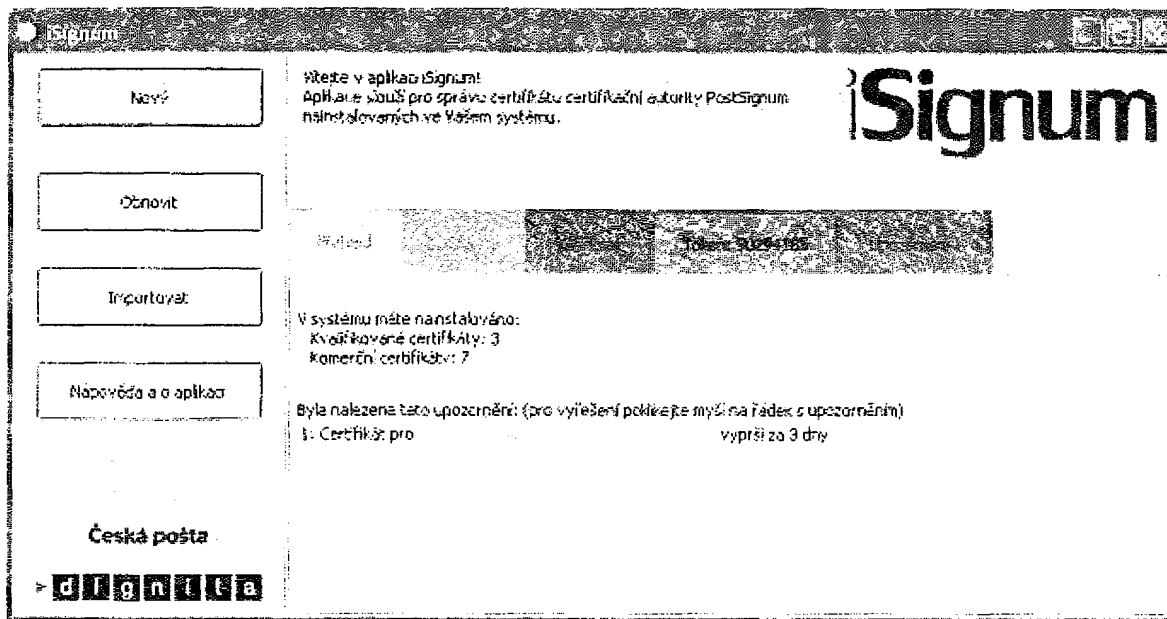 iSignum
Nový
Obnovit
Importovat
Nápověda a o aplikaci
Česká pošta
dignita
Vítejte v aplikaci iSignum!
Aplikace slouží pro správu certifikátů certifikační autority PostSignum
nainstalovaných ve Vašem systému.
iSignum
Přehled
V systému máte nainstalováno:
Kvalifikované certifikáty: 3
Komerční certifikáty: 7
Byla nalezena tato upozornění: (pro vyřešení poklikejte myší na řádek s upozorněním)
1: Certifikát pro vyprší za 3 dny